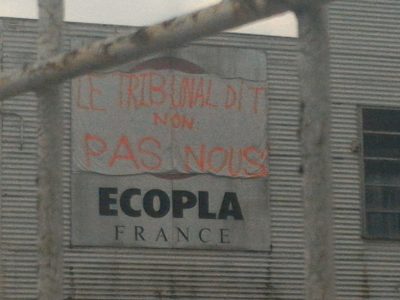 LE TRIBUNAL DIT
NON
PAS NOUS!
ECOPLA
FRANCE